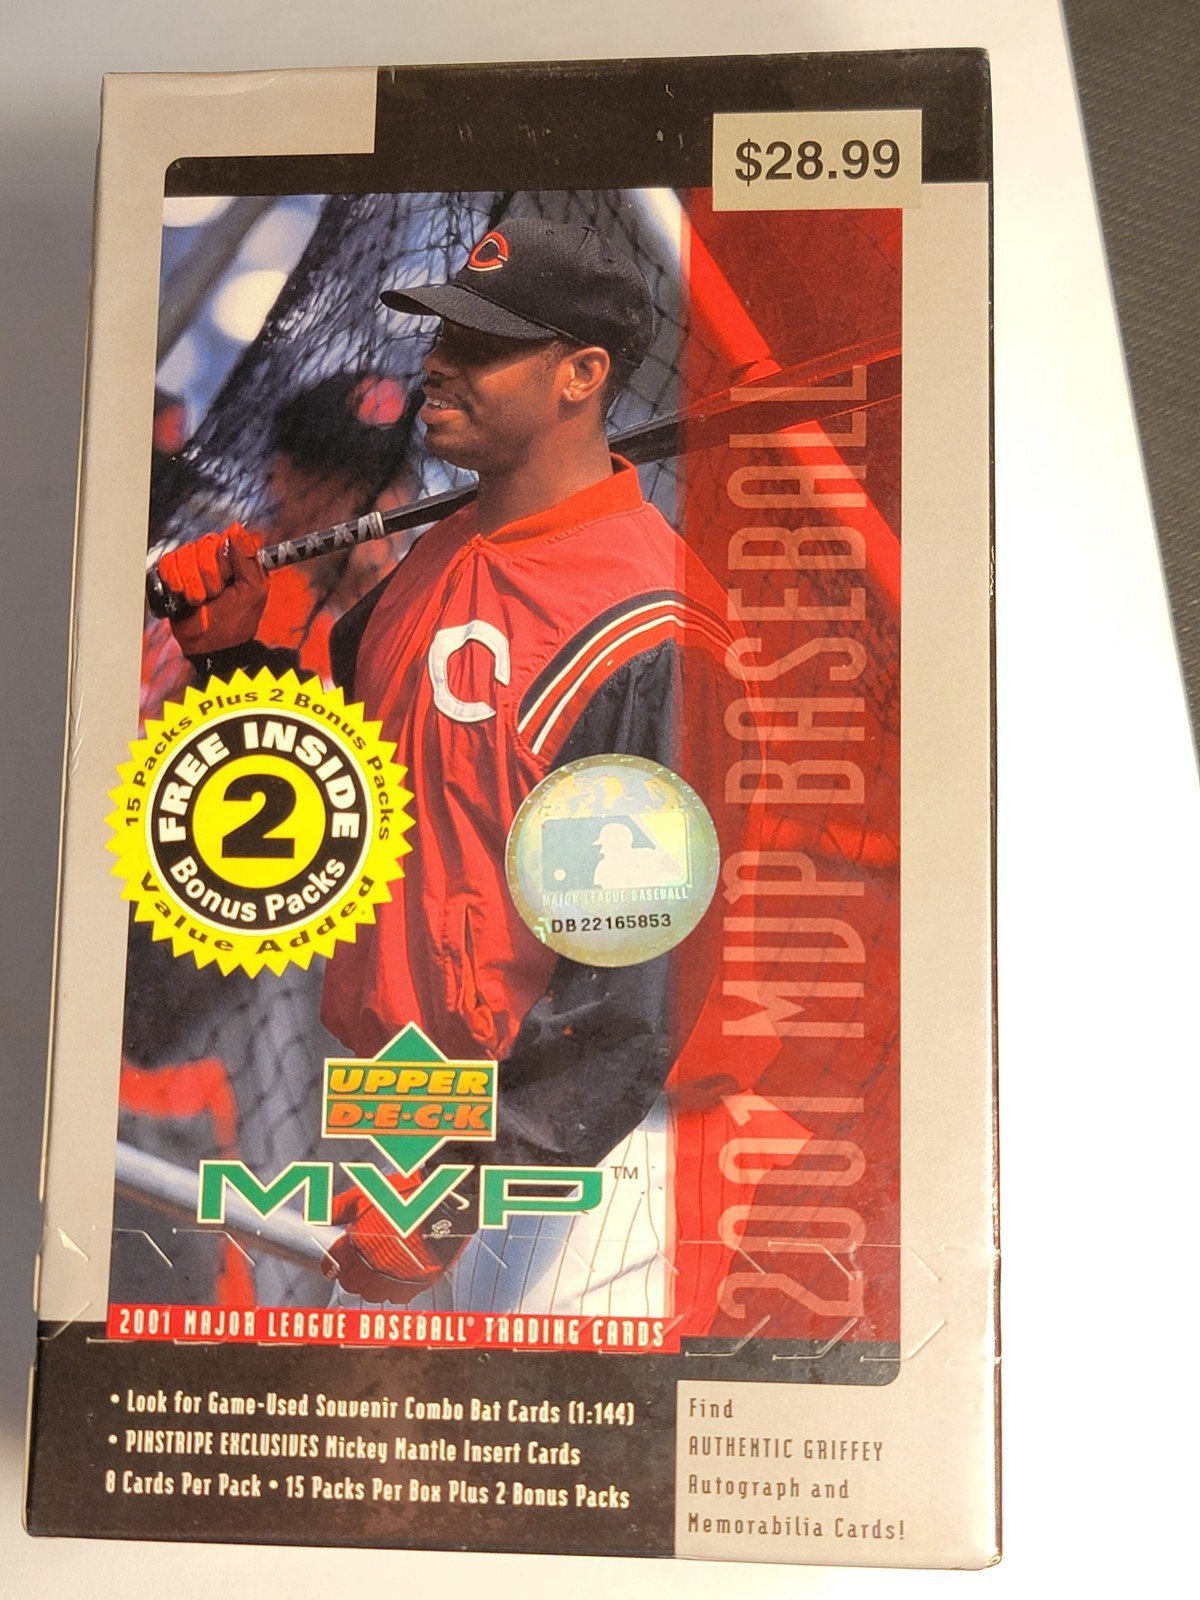 $28.99
C
C
15 Packs Plus 2 Bonus Packs
FREE INSIDE
2
Bonus Packs
Value Added
MAJOR LEAGUE BASEBALL
DB 22165853
2001 MVP BASEBALL
UPPER
D·E·C·K
MVP™
2001 MAJOR LEAGUE BASEBALL® TRADING CARDS
• Look for Game-Used Souvenir Combo Bat Cards (1:144)
• PINSTRIPE EXCLUSIVES Mickey Mantle Insert Cards
8 Cards Per Pack • 15 Packs Per Box Plus 2 Bonus Packs
Find
AUTHENTIC GRIFFEY
Autograph and
Memorabilia Cards!